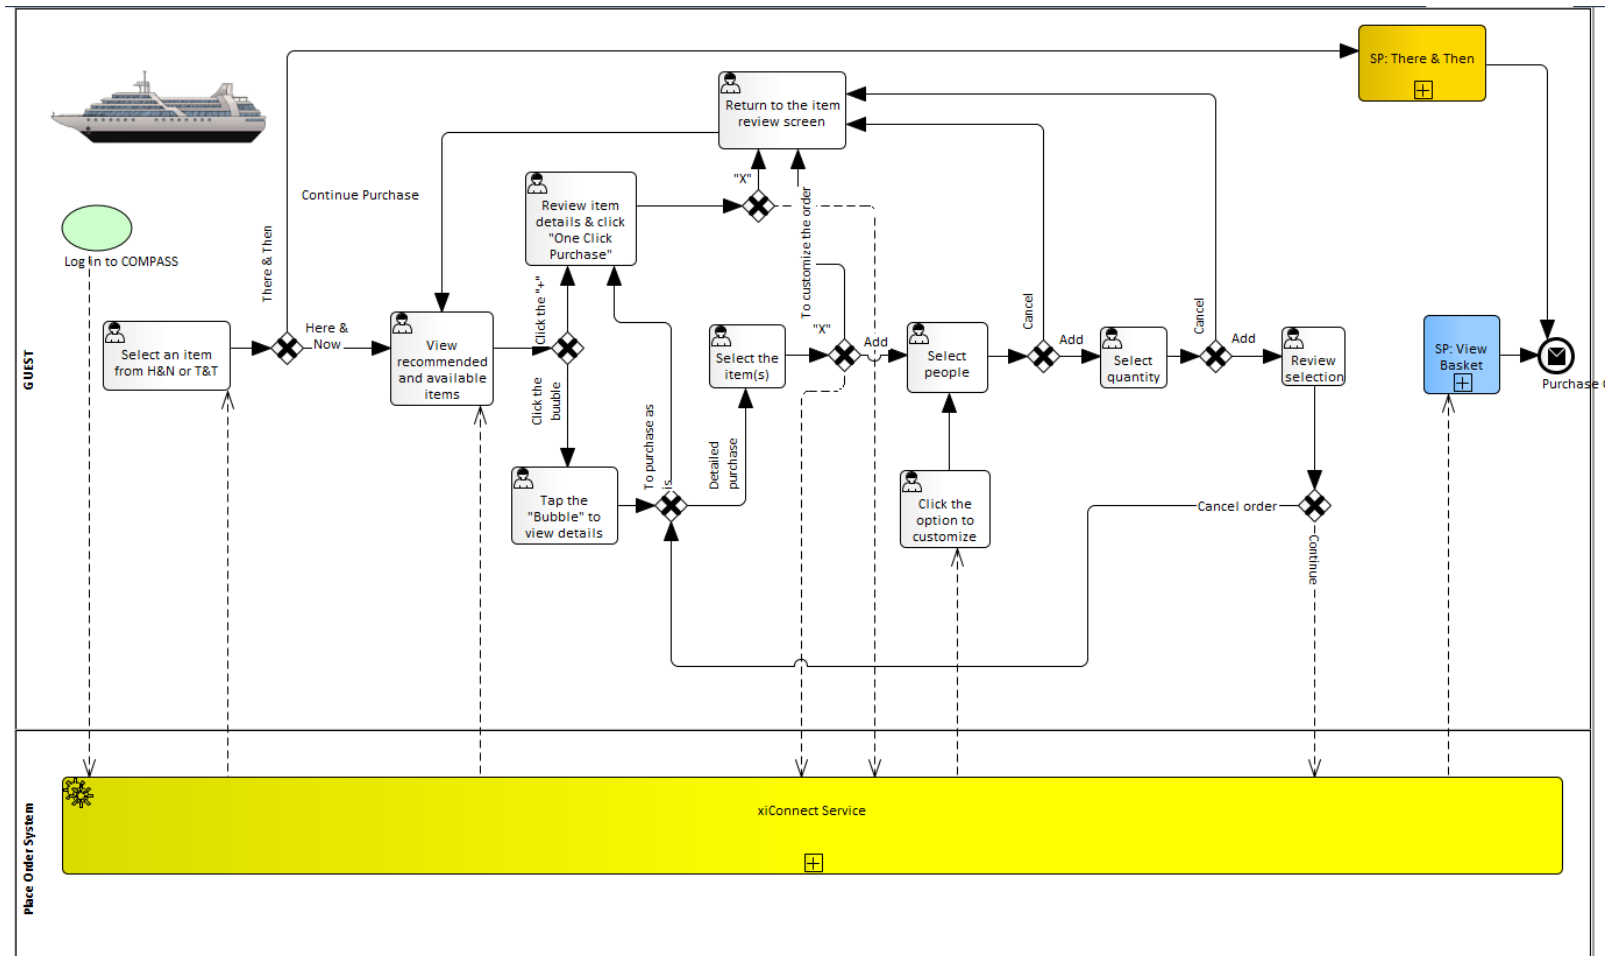 SP: There & Then
Return to the item
review screen
"X"
Continue Purchase
Review item
details & click
"One Click
Purchase"
To customize the order
Log in to COMPASS
There & Then
GUEST
Select an item
from H&N or T&T
Here &
Now
View
recommended
and available
items
Click the "+"
Click the
buuble
Tap the
"Bubble" to
view details
To purchase as
is
Detailed
purchase
Select the
item(s)
"X"
Add
Select
people
Click the
option to
customize
Cancel
Add
Select
quantity
Cancel
Add
Review
selection
Cancel order
Continue
SP: View
Basket
Purchase
Place Order System
xiConnect Service